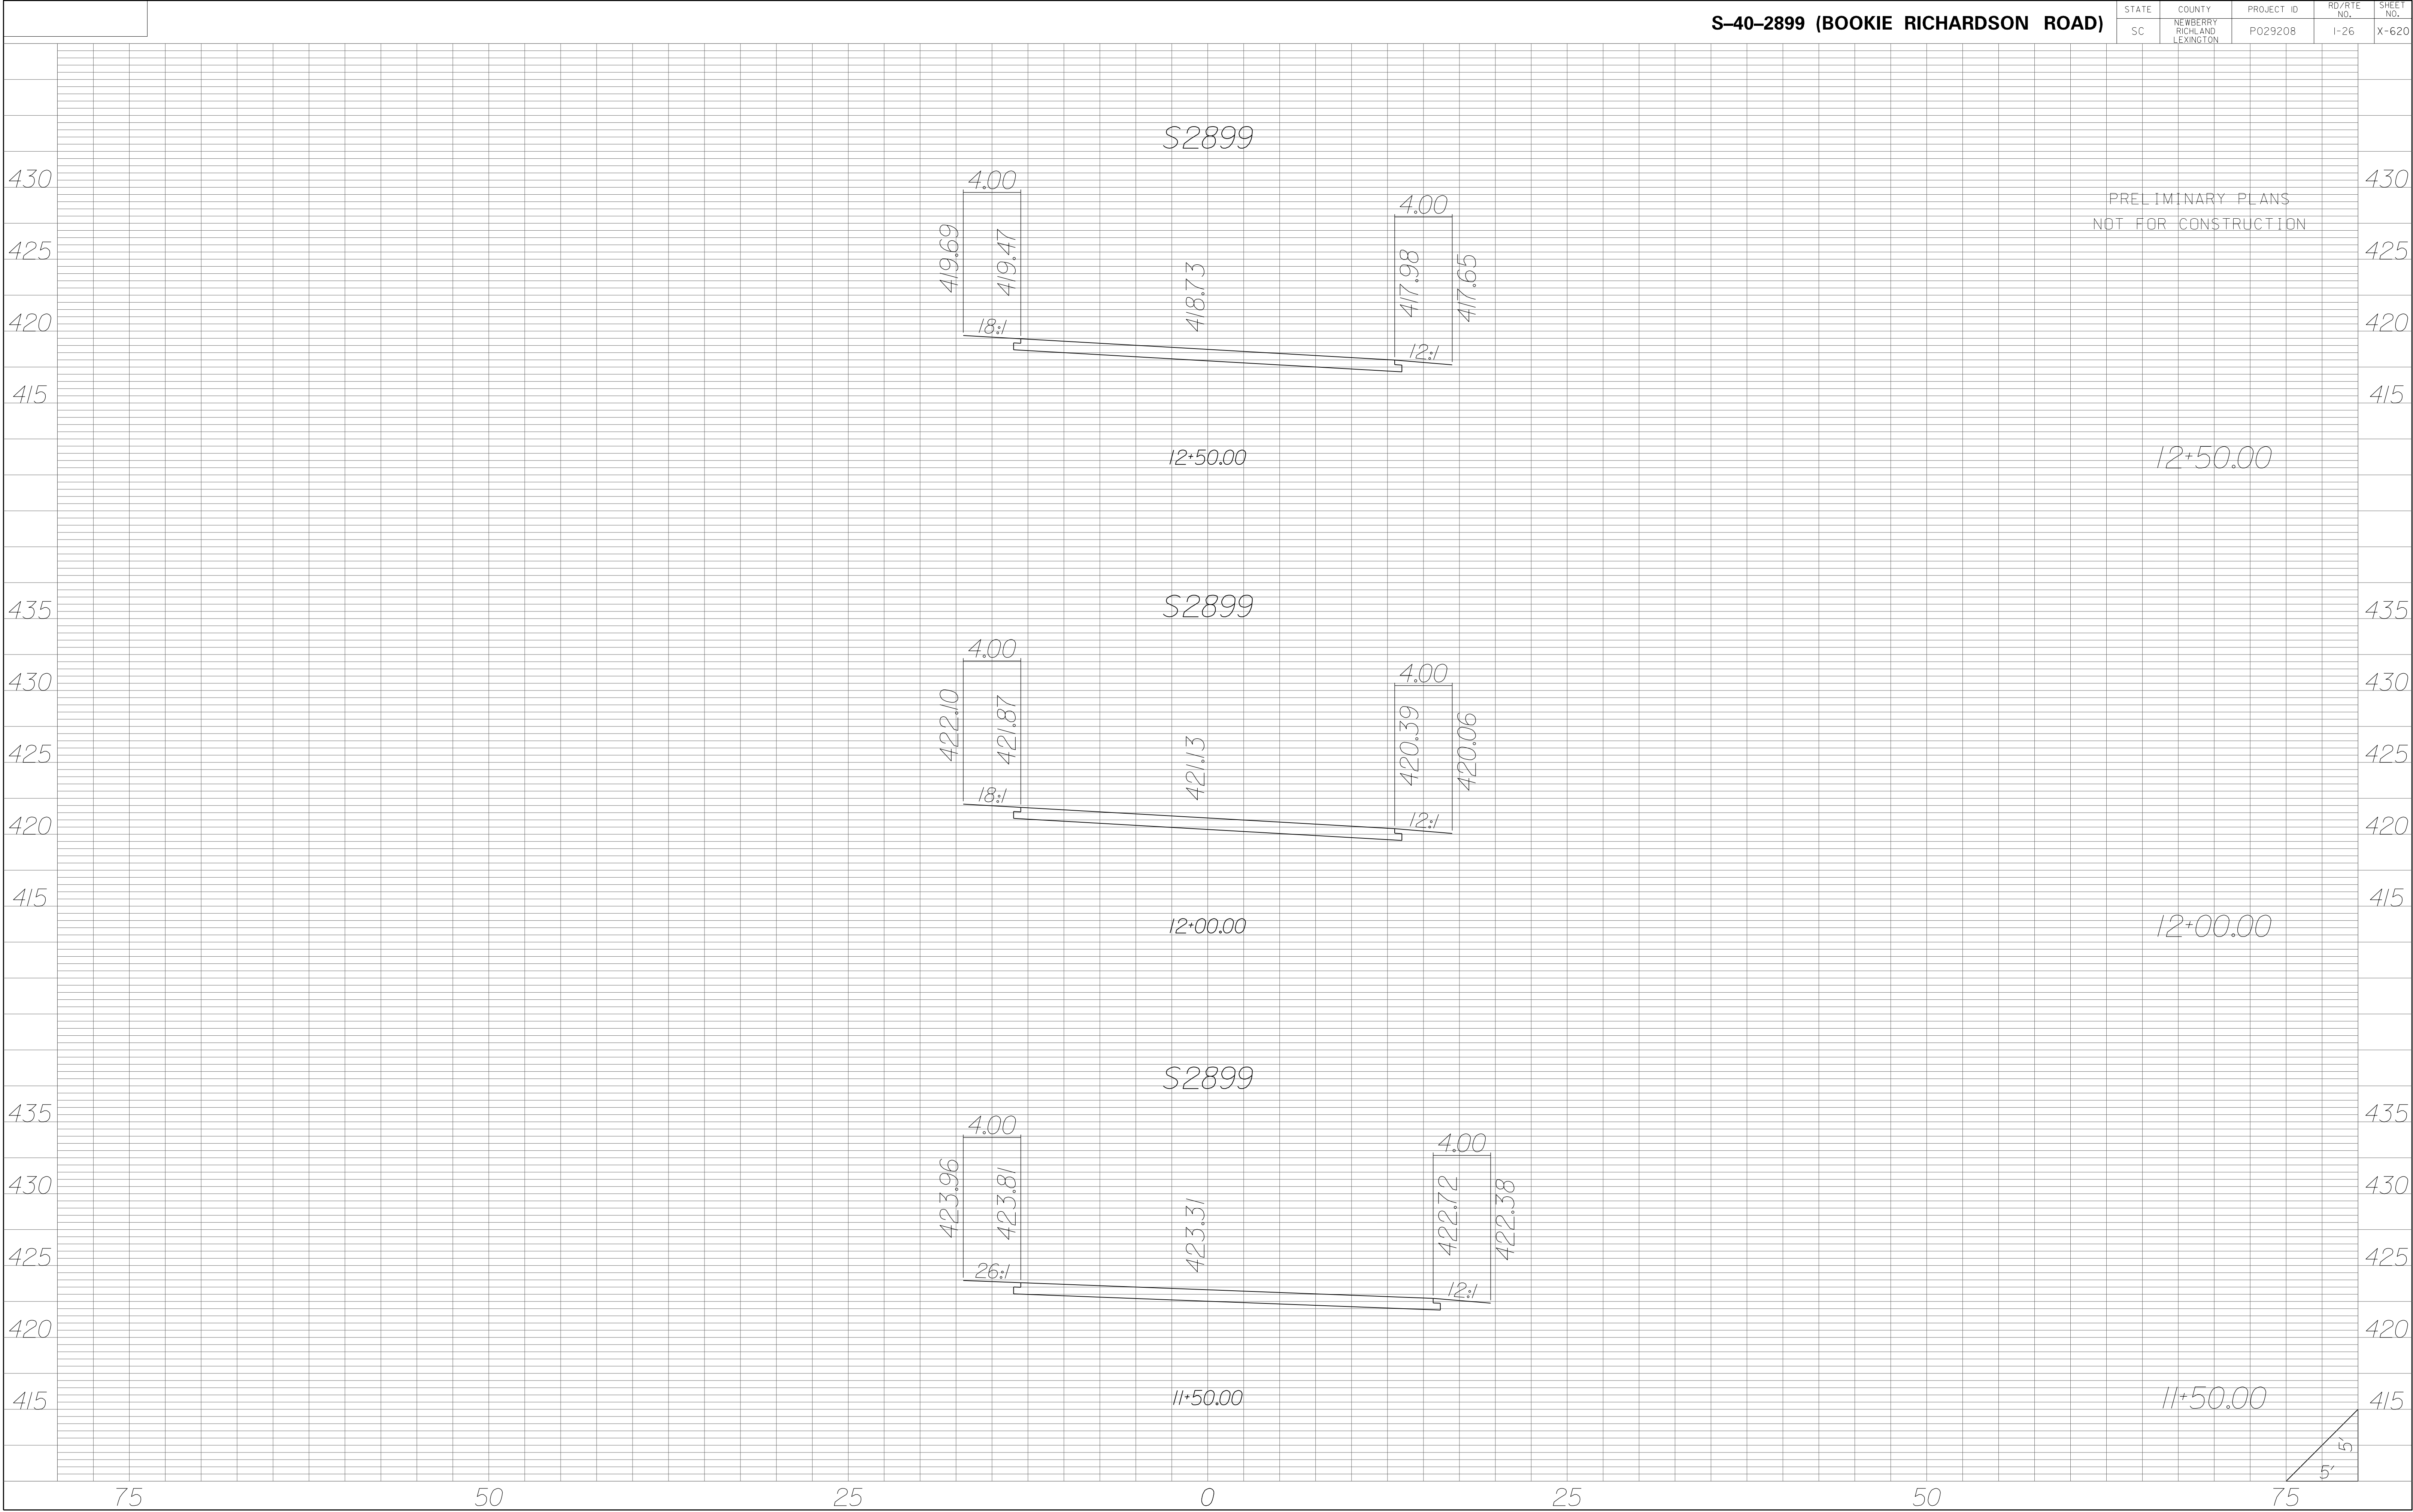 S-40-2899 (BOOKIE RICHARDSON ROAD)
STATE COUNTY PROJECT ID RD/RTE NO. SHEET NO.
SC NEWBERRY RICHLAND LEXINGTON P029208 I-26 X-620
PRELIMINARY PLANS
NOT FOR CONSTRUCTION
S2899
4.00 4.00
419.69 419.47 418.73 417.98 417.65
18:1 12:1
430 430
425 425
420 420
415 415
12+50.00 12+50.00
S2899
4.00 4.00
422.10 421.87 421.13 420.39 420.06
18:1 12:1
435 435
430 430
425 425
420 420
415 415
12+00.00 12+00.00
S2899
4.00 4.00
423.96 423.81 423.31 422.72 422.38
26:1 12:1
435 435
430 430
425 425
420 420
415 415
11+50.00 11+50.00
5'
5'
75 50 25 0 25 50 75